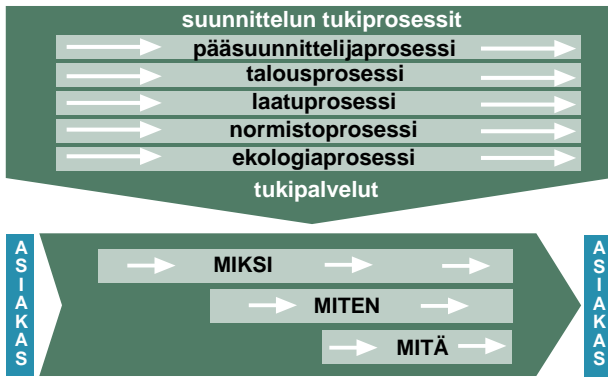 suunnittelun tukiprosessit
pääsuunnittelijaprosessi
talousprosessi
laatuprosessi
normistoprosessi
ekologiaprosessi
tukipalvelut
ASIAKAS
MIKSI
MITEN
MITÄ
ASIAKAS